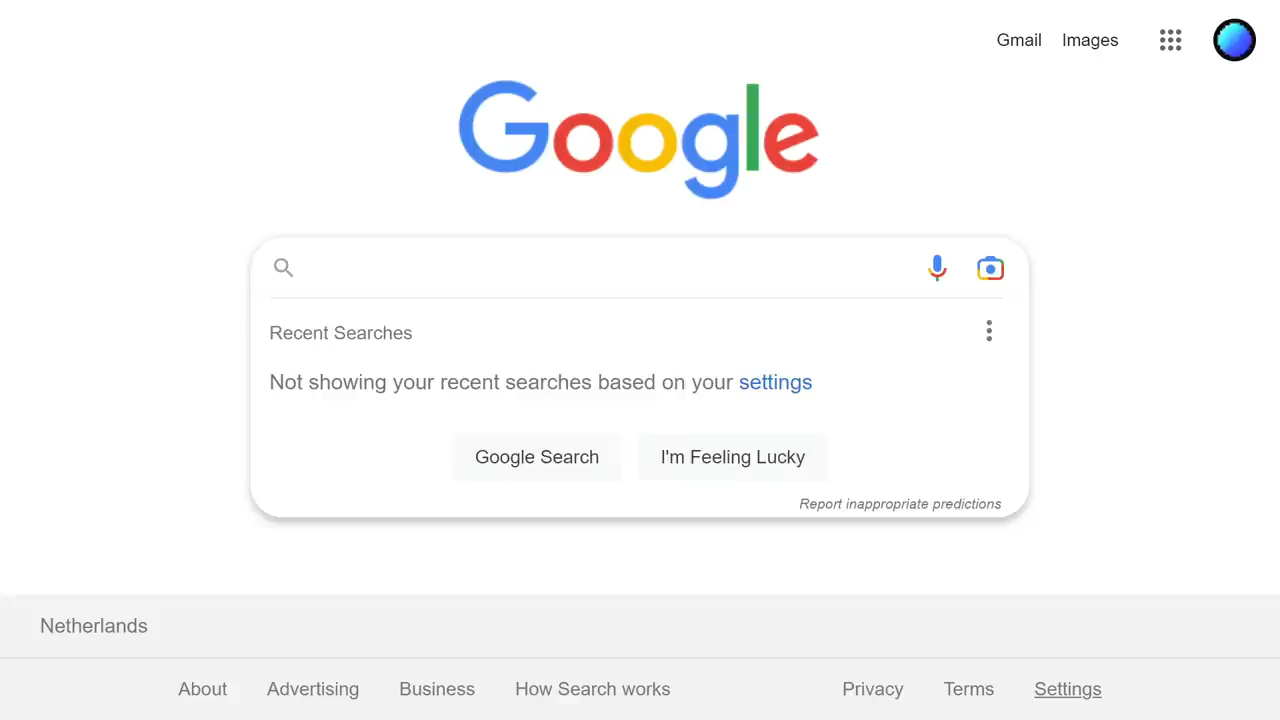 Gmail Images
Google
Recent Searches
Not showing your recent searches based on your settings
Google Search I'm Feeling Lucky
Report inappropriate predictions
Netherlands
About Advertising Business How Search works Privacy Terms Settings